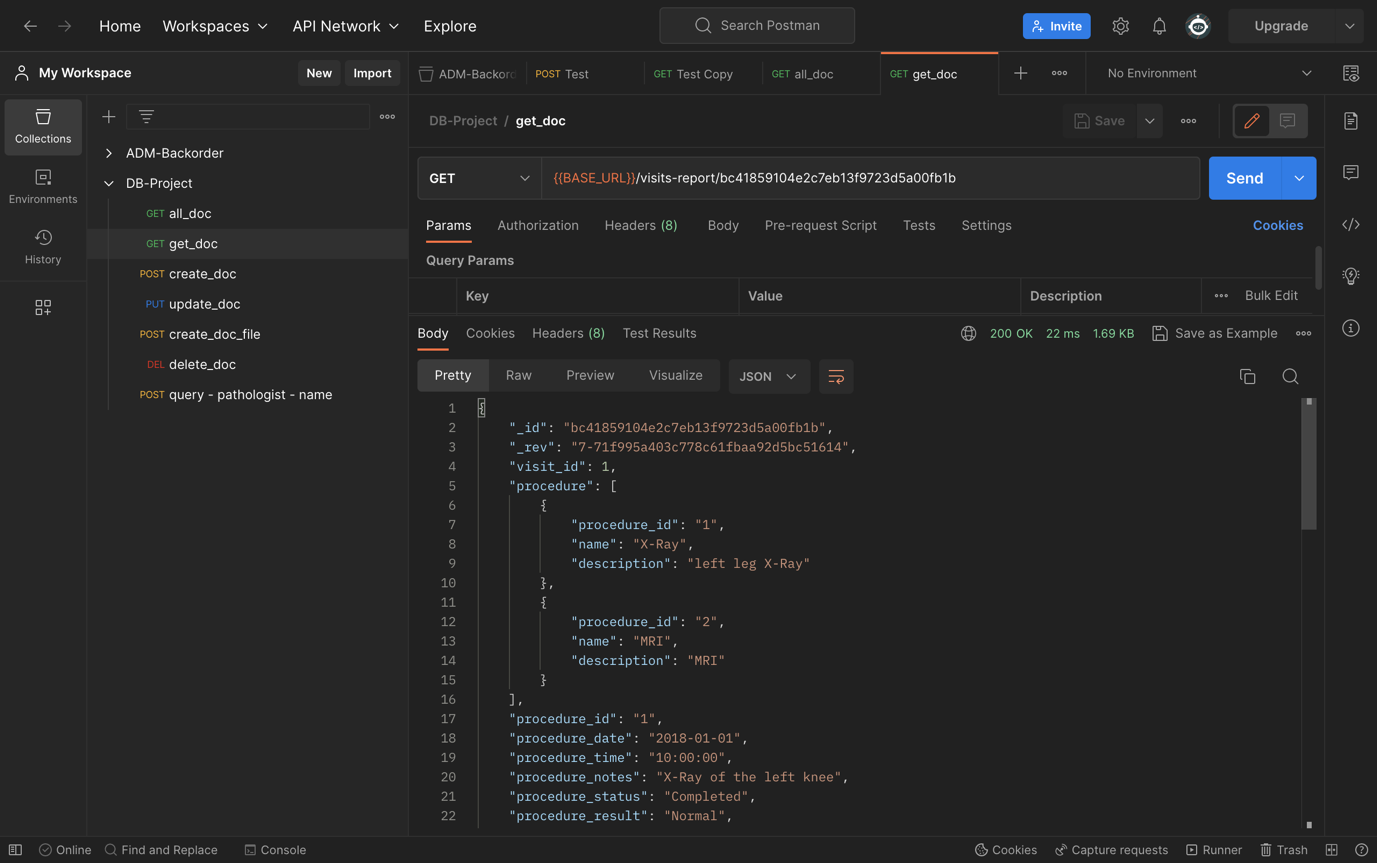 Home Workspaces API Network Explore Search Postman Invite Upgrade
My Workspace New Import
ADM-Backord POST Test GET Test Copy GET all_doc GET get_doc No Environment
Collections
Environments
History
ADM-Backorder
DB-Project
GET all_doc
GET get_doc
POST create_doc
PUT update_doc
POST create_doc_file
DEL delete_doc
POST query - pathologist - name
DB-Project / get_doc Save
GET {{BASE_URL}}/visits-report/bc41859104e2c7eb13f9723d5a00fb1b Send
Params Authorization Headers (8) Body Pre-request Script Tests Settings Cookies
Query Params
Key Value Description Bulk Edit
Body Cookies Headers (8) Test Results 200 OK 22 ms 1.69 KB Save as Example
Pretty Raw Preview Visualize JSON
1 {
2 "_id": "bc41859104e2c7eb13f9723d5a00fb1b",
3 "_rev": "7-71f995a403c778c61fbaa92d5bc51614",
4 "visit_id": 1,
5 "procedure": [
6 {
7 "procedure_id": "1",
8 "name": "X-Ray",
9 "description": "left leg X-Ray"
10 },
11 {
12 "procedure_id": "2",
13 "name": "MRI",
14 "description": "MRI"
15 }
16 ],
17 "procedure_id": "1",
18 "procedure_date": "2018-01-01",
19 "procedure_time": "10:00:00",
20 "procedure_notes": "X-Ray of the left knee",
21 "procedure_status": "Completed",
22 "procedure_result": "Normal",
Online Find and Replace Console Cookies Capture requests Runner Trash